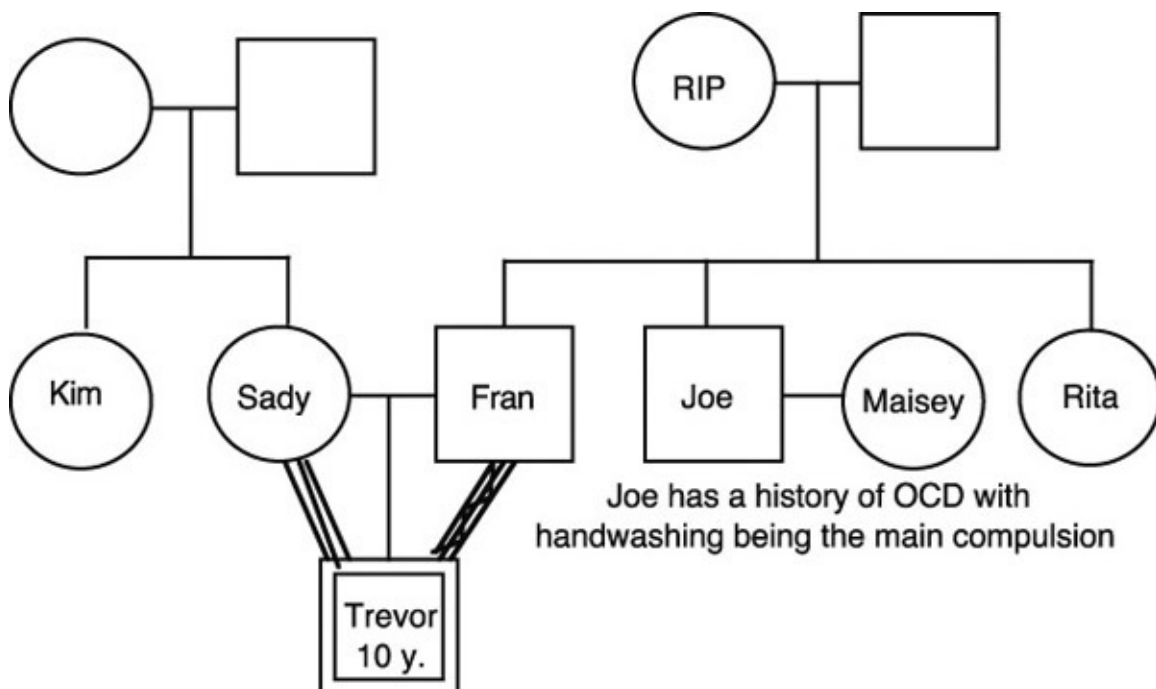 RIP
Kim
Sady
Fran
Joe
Maisey
Rita
Joe has a history of OCD with
handwashing being the main compulsion
Trevor
10 y.